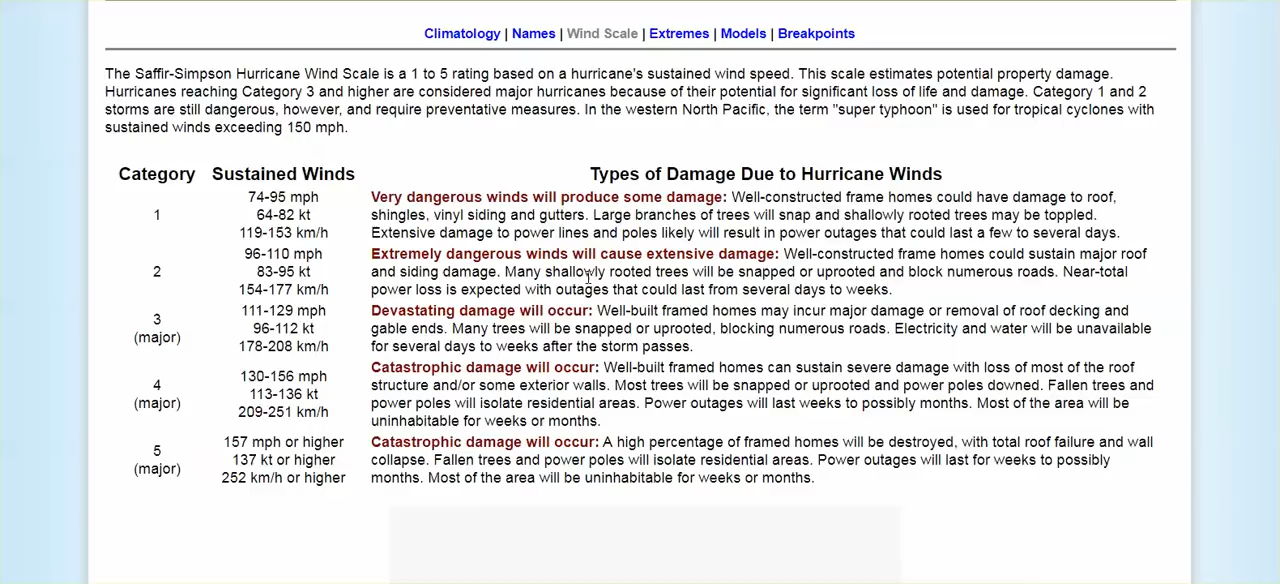 Climatology | Names | Wind Scale | Extremes | Models | Breakpoints
The Saffir-Simpson Hurricane Wind Scale is a 1 to 5 rating based on a hurricane's sustained wind speed. This scale estimates potential property damage.
Hurricanes reaching Category 3 and higher are considered major hurricanes because of their potential for significant loss of life and damage. Category 1 and 2
storms are still dangerous, however, and require preventative measures. In the western North Pacific, the term "super typhoon" is used for tropical cyclones with
sustained winds exceeding 150 mph.
Category Sustained Winds Types of Damage Due to Hurricane Winds
1
74-95 mph
64-82 kt
119-153 km/h
Very dangerous winds will produce some damage: Well-constructed frame homes could have damage to roof,
shingles, vinyl siding and gutters. Large branches of trees will snap and shallowly rooted trees may be toppled.
Extensive damage to power lines and poles likely will result in power outages that could last a few to several days.
2
96-110 mph
83-95 kt
154-177 km/h
Extremely dangerous winds will cause extensive damage: Well-constructed frame homes could sustain major roof
and siding damage. Many shallowly rooted trees will be snapped or uprooted and block numerous roads. Near-total
power loss is expected with outages that could last from several days to weeks.
3
(major)
111-129 mph
96-112 kt
178-208 km/h
Devastating damage will occur: Well-built framed homes may incur major damage or removal of roof decking and
gable ends. Many trees will be snapped or uprooted, blocking numerous roads. Electricity and water will be unavailable
for several days to weeks after the storm passes.
4
(major)
130-156 mph
113-136 kt
209-251 km/h
Catastrophic damage will occur: Well-built framed homes can sustain severe damage with loss of most of the roof
structure and/or some exterior walls. Most trees will be snapped or uprooted and power poles downed. Fallen trees and
power poles will isolate residential areas. Power outages will last weeks to possibly months. Most of the area will be
uninhabitable for weeks or months.
5
(major)
157 mph or higher
137 kt or higher
252 km/h or higher
Catastrophic damage will occur: A high percentage of framed homes will be destroyed, with total roof failure and wall
collapse. Fallen trees and power poles will isolate residential areas. Power outages will last for weeks to possibly
months. Most of the area will be uninhabitable for weeks or months.